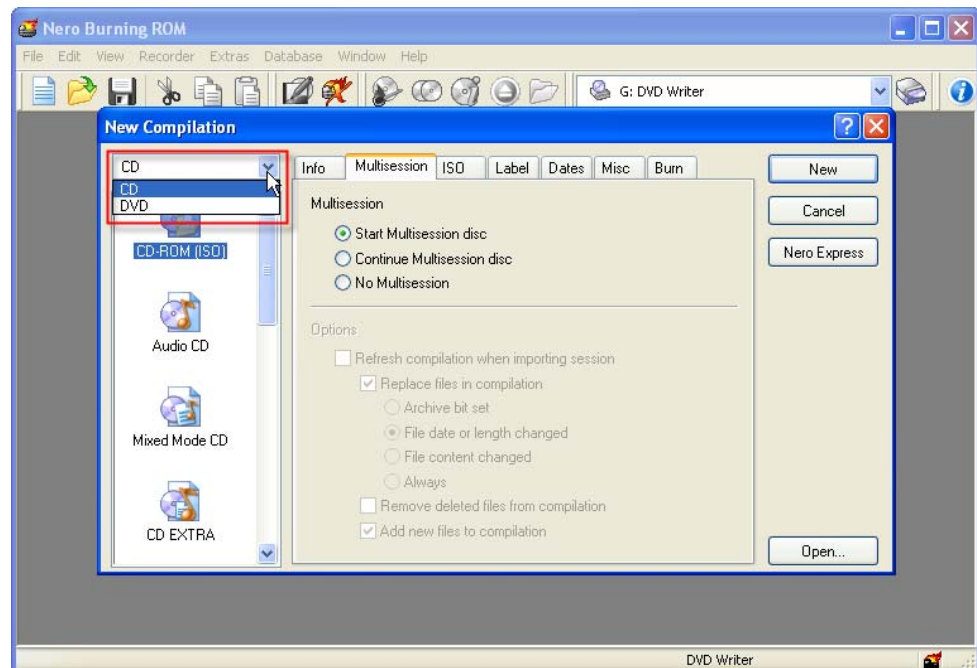 Nero Burning ROM
File Edit View Recorder Extras Database Window Help
G: DVD Writer
New Compilation
CD
CD
DVD
CD-ROM (ISO)
Audio CD
Mixed Mode CD
CD EXTRA
Info Multisession ISO Label Dates Misc Burn
Multisession
Start Multisession disc
Continue Multisession disc
No Multisession
Options
Refresh compilation when importing session
Replace files in compilation
Archive bit set
File date or length changed
File content changed
Always
Remove deleted files from compilation
Add new files to compilation
New
Cancel
Nero Express
Open...
DVD Writer